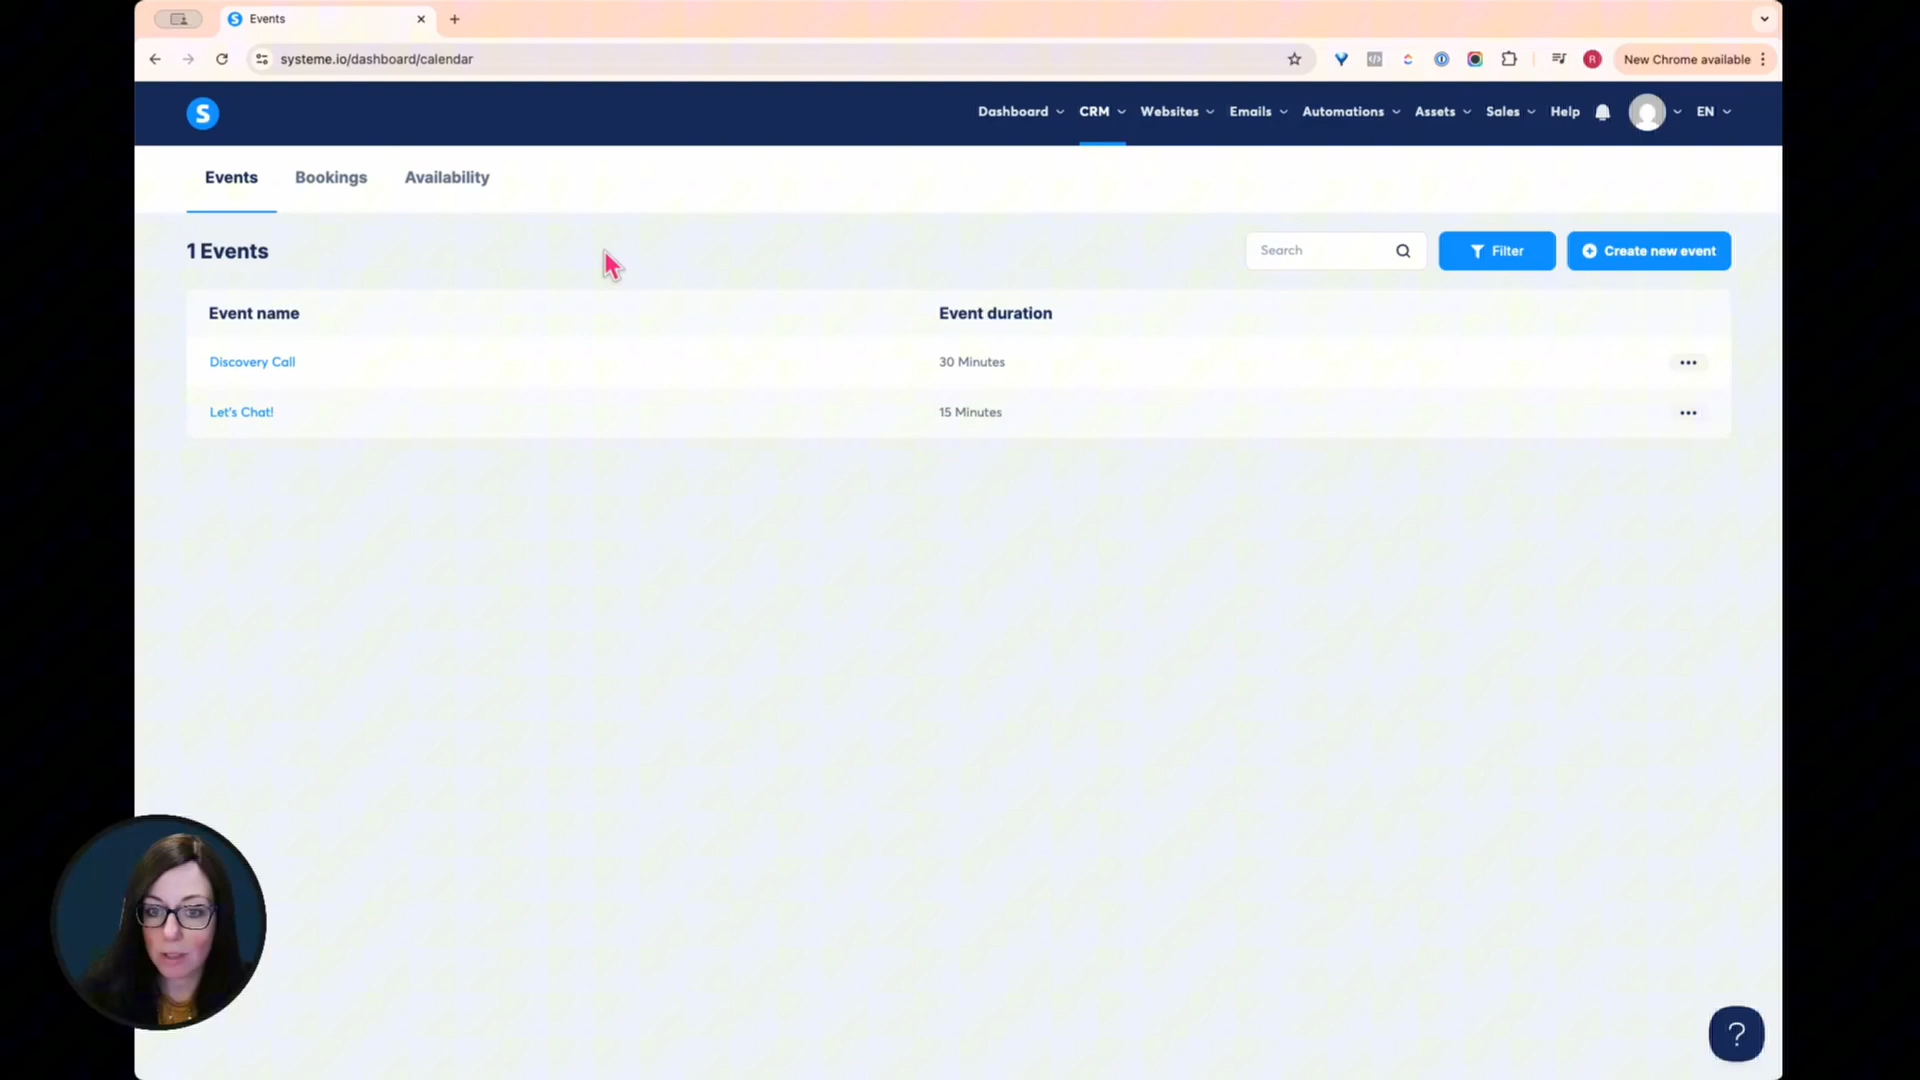 Events
systeme.io/dashboard/calendar
R
New Chrome available
S
Dashboard
CRM
Websites
Emails
Automations
Assets
Sales
Help
EN
Events
Bookings
Availability
1 Events
Search
Filter
Create new event
Event name
Event duration
Discovery Call
30 Minutes
Let's Chat!
15 Minutes
?